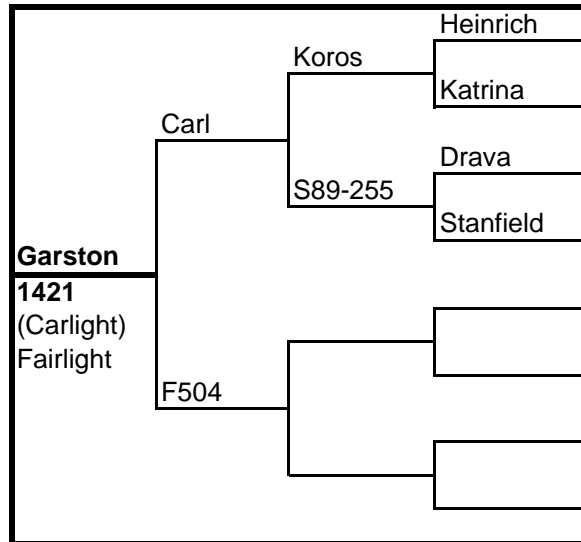 Heinrich
Koros
Katrina
Carl
Drava
S89-255
Stanfield
Garston
1421
(Carlight)
Fairlight
F504